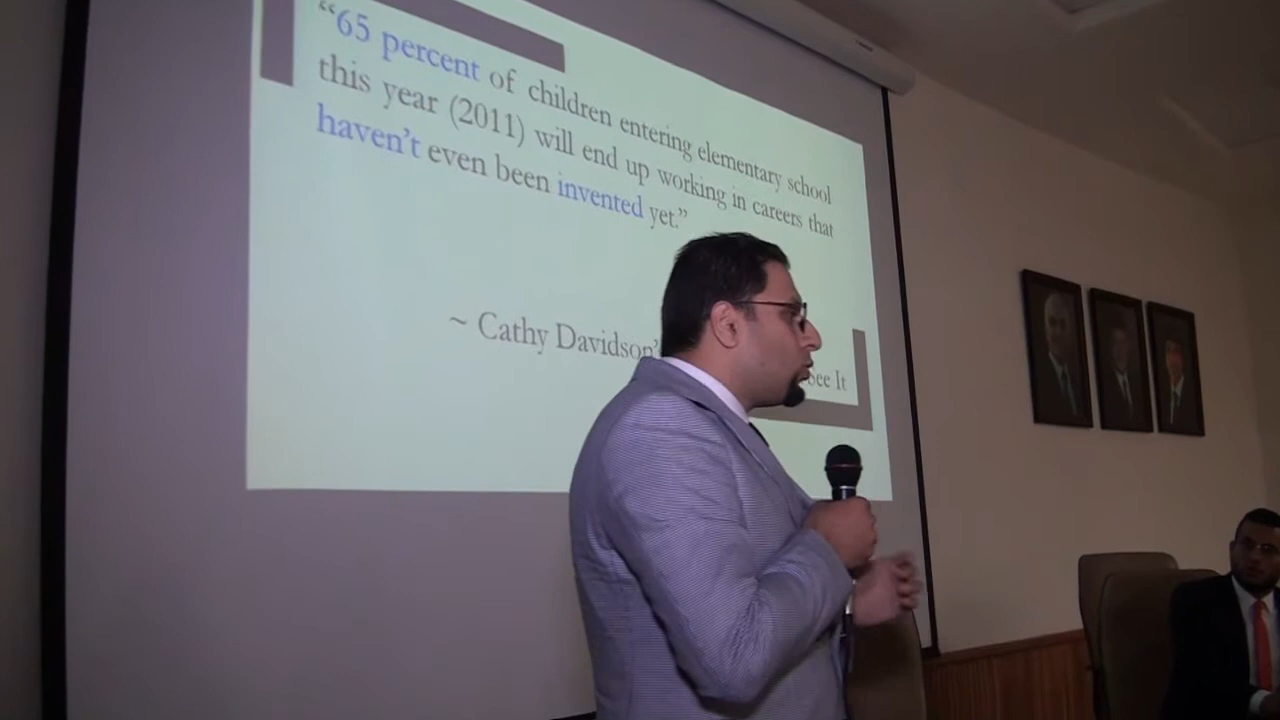 “65 percent of children entering elementary school
this year (2011) will end up working in careers that
haven’t even been invented yet.”
~ Cathy Davidson’ See It